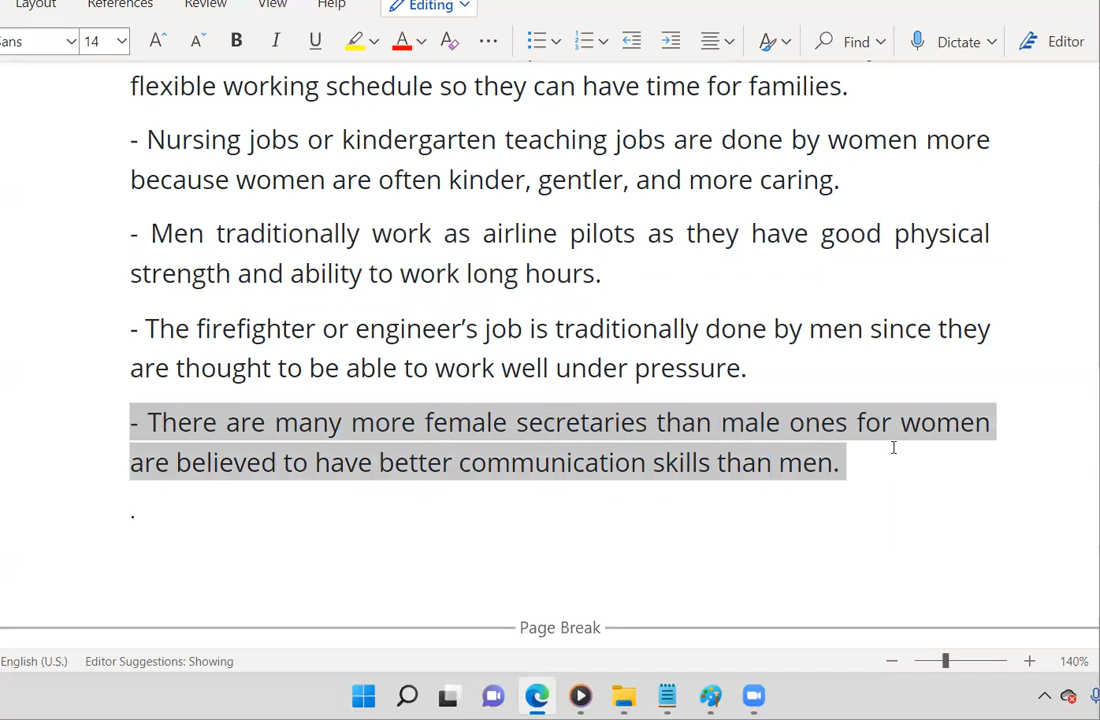 Layout References Review View Help Editing
ans 14 A A B I U A A ... Find Dictate Editor
flexible working schedule so they can have time for families.
- Nursing jobs or kindergarten teaching jobs are done by women more
because women are often kinder, gentler, and more caring.
- Men traditionally work as airline pilots as they have good physical
strength and ability to work long hours.
- The firefighter or engineer’s job is traditionally done by men since they
are thought to be able to work well under pressure.
- There are many more female secretaries than male ones for women
are believed to have better communication skills than men.
.
Page Break
English (U.S.) Editor Suggestions: Showing 140%